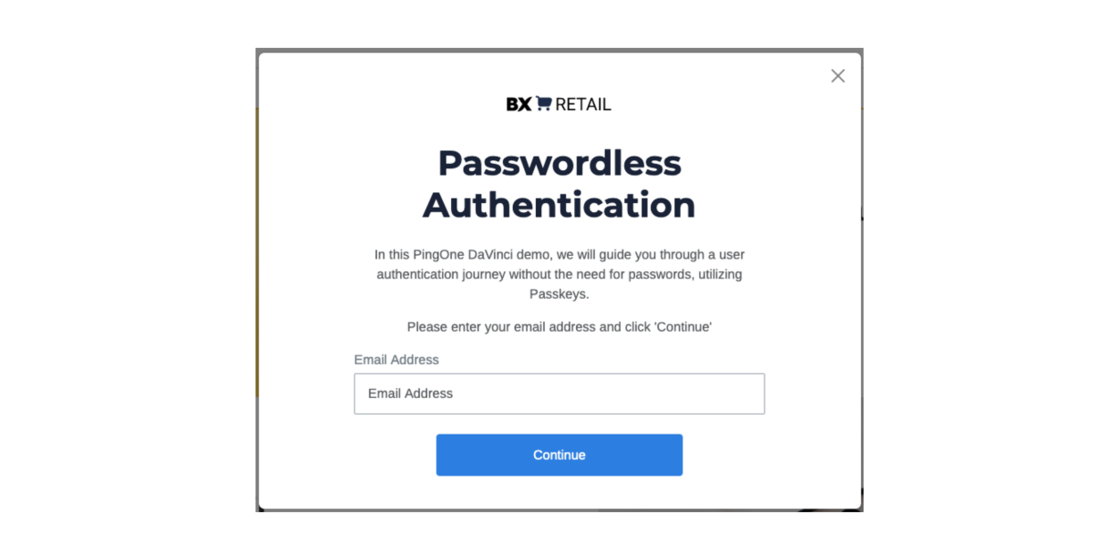 BX RETAIL
Passwordless
Authentication
In this PingOne DaVinci demo, we will guide you through a user
authentication journey without the need for passwords, utilizing
Passkeys.
Please enter your email address and click 'Continue'
Email Address
Email Address
Continue